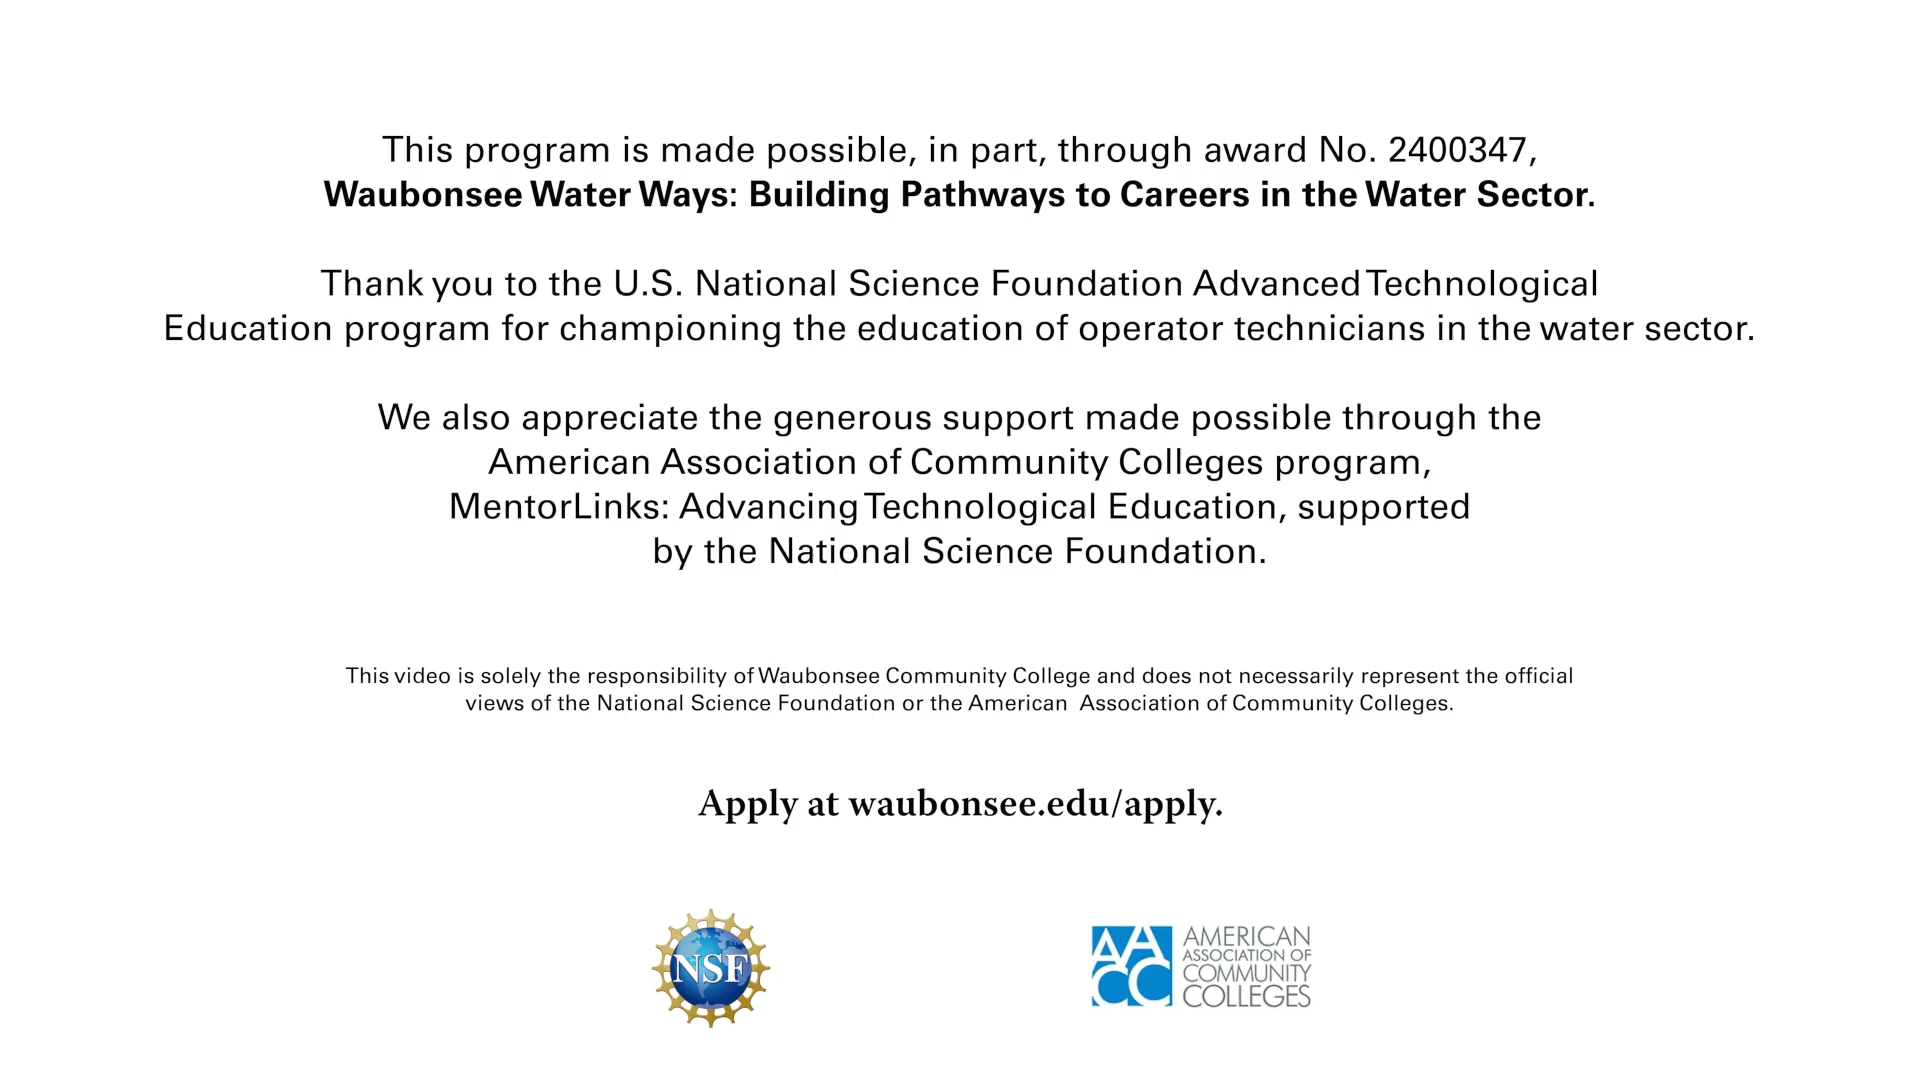 This program is made possible, in part, through award No. 2400347,
Waubonsee Water Ways: Building Pathways to Careers in the Water Sector.
Thank you to the U.S. National Science Foundation Advanced Technological
Education program for championing the education of operator technicians in the water sector.
We also appreciate the generous support made possible through the
American Association of Community Colleges program,
MentorLinks: Advancing Technological Education, supported
by the National Science Foundation.
This video is solely the responsibility of Waubonsee Community College and does not necessarily represent the official
views of the National Science Foundation or the American Association of Community Colleges.
Apply at waubonsee.edu/apply.
NSF
AACC
AMERICAN
ASSOCIATION OF
COMMUNITY
COLLEGES